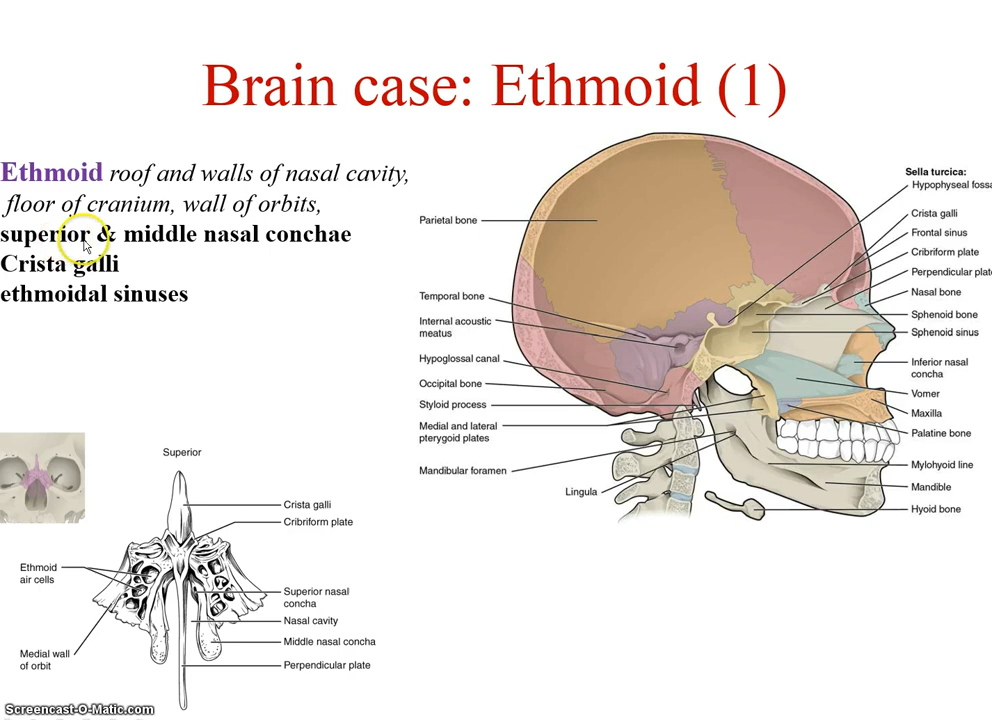 Brain case: Ethmoid (1)
Ethmoid roof and walls of nasal cavity,
floor of cranium, wall of orbits,
superior & middle nasal conchae
Crista galli
ethmoidal sinuses
Parietal bone
Temporal bone
Internal acoustic
meatus
Hypoglossal canal
Occipital bone
Styloid process
Medial and lateral
pterygoid plates
Mandibular foramen
Lingula
Sella turcica:
Hypophyseal fossa
Crista galli
Frontal sinus
Cribriform plate
Perpendicular plate
Nasal bone
Sphenoid bone
Sphenoid sinus
Inferior nasal
concha
Vomer
Maxilla
Palatine bone
Mylohyoid line
Mandible
Hyoid bone
Superior
Crista galli
Cribriform plate
Ethmoid
air cells
Superior nasal
concha
Nasal cavity
Middle nasal concha
Medial wall
of orbit
Perpendicular plate
Screencast-O-Matic.com